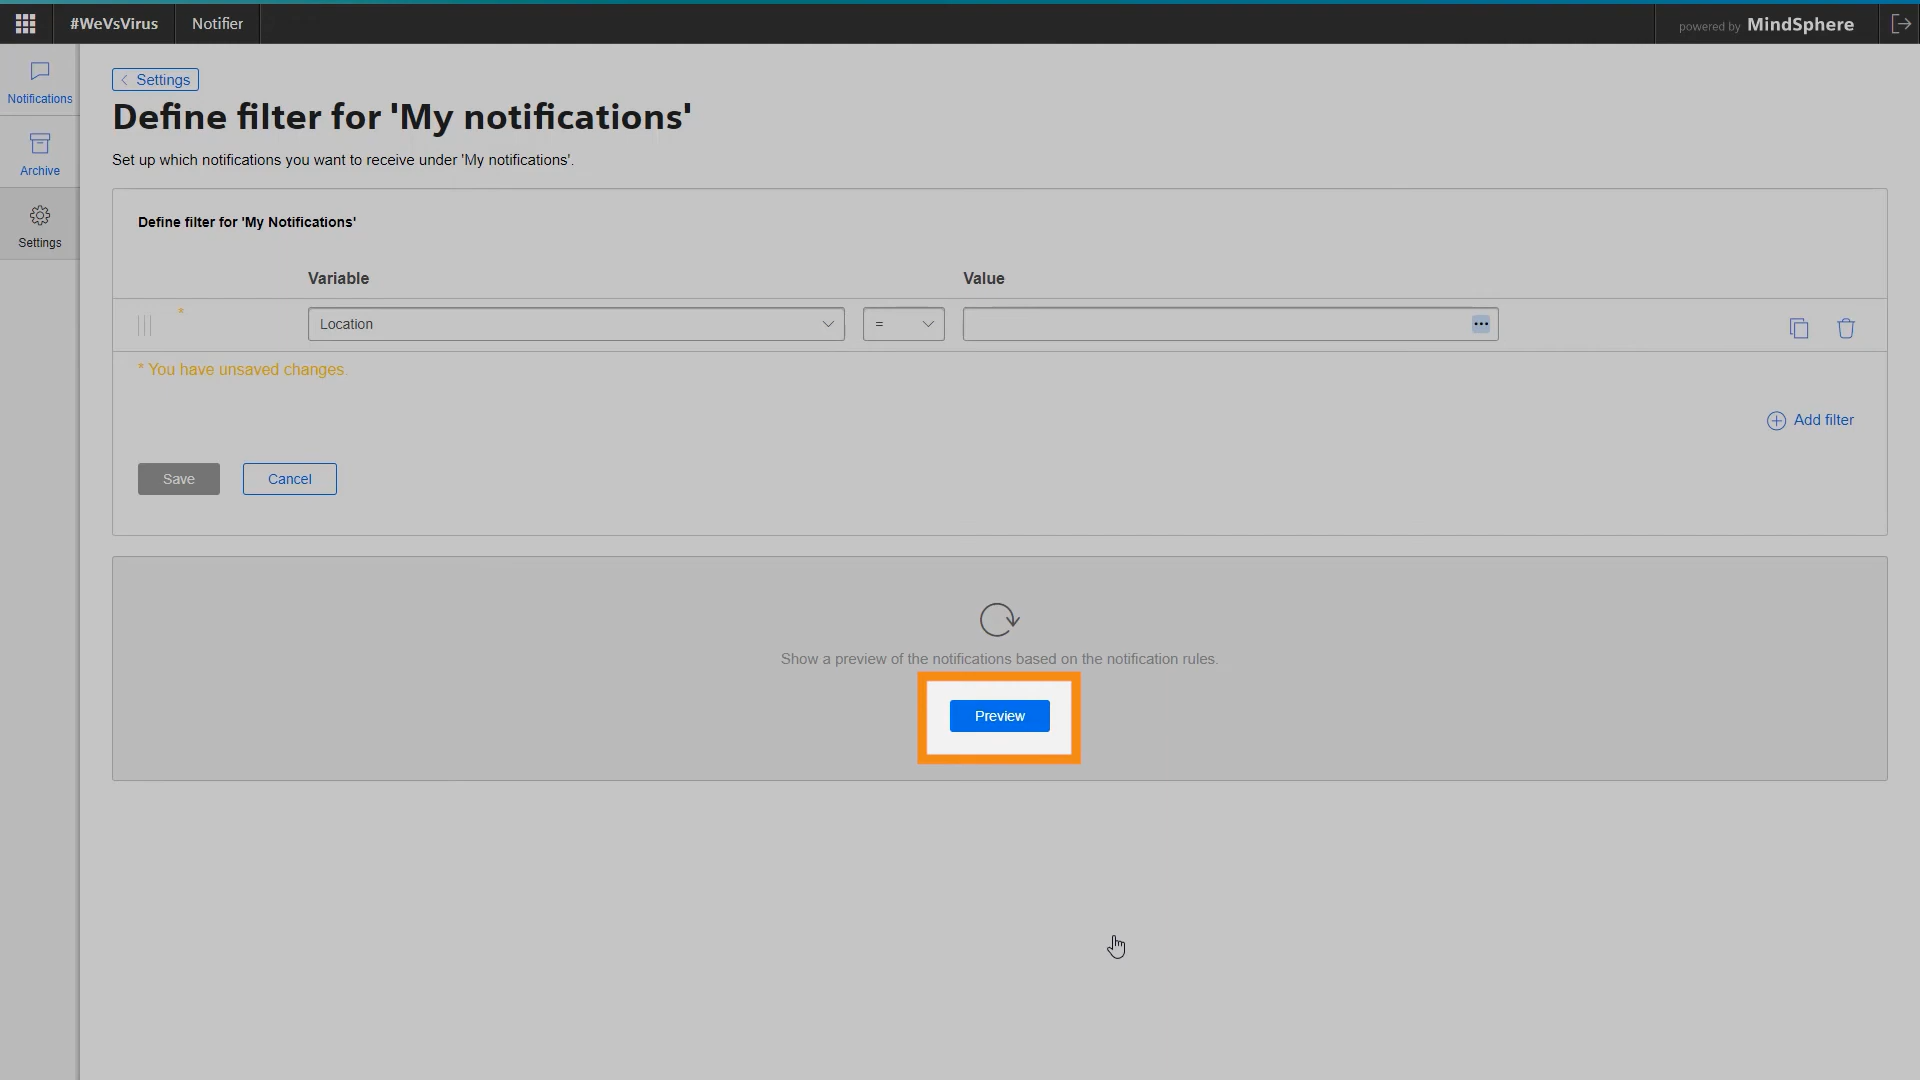 #WeVsVirus
Notifier
powered by MindSphere
Notifications
Archive
Settings
Settings
Define filter for 'My notifications'
Set up which notifications you want to receive under 'My notifications'.
Define filter for 'My Notifications'
Variable
Value
*
Location
=
* You have unsaved changes.
Add filter
Save
Cancel
Show a preview of the notifications based on the notification rules.
Preview